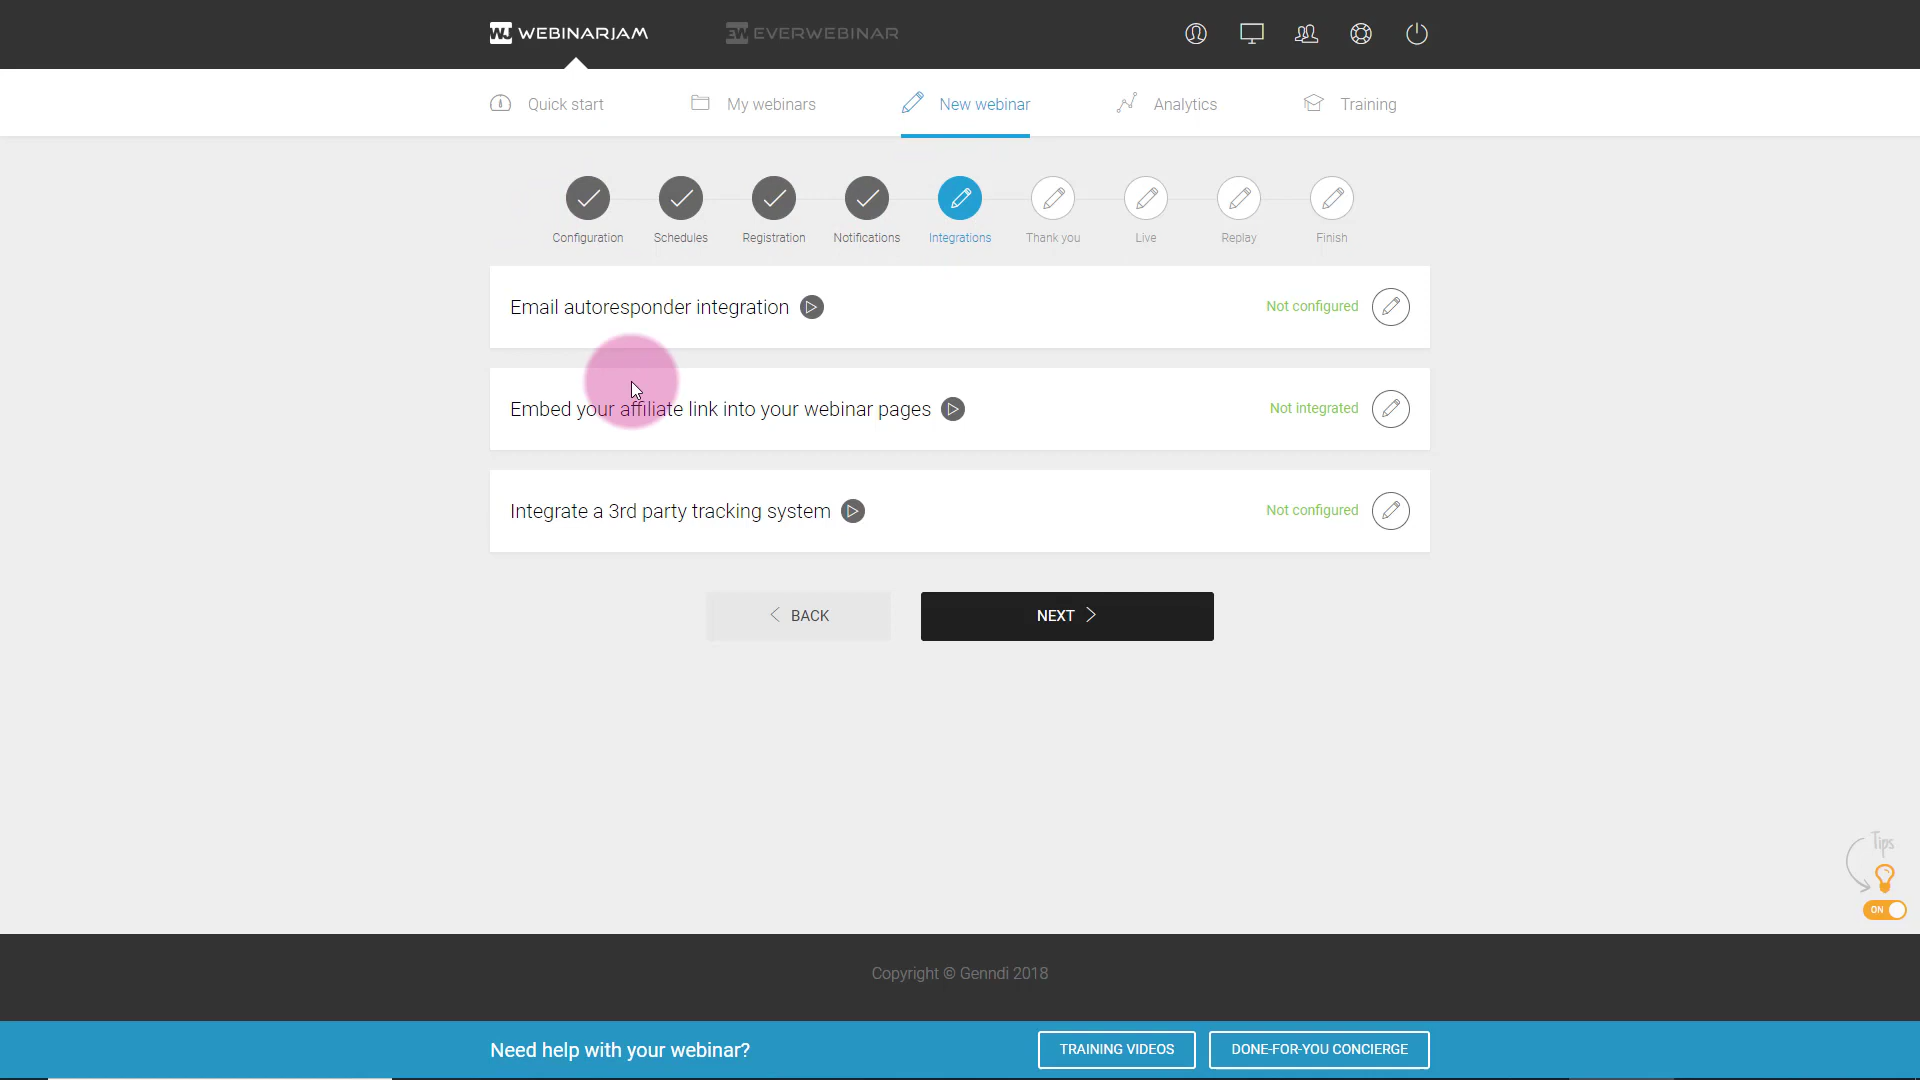 WJ WEBINARJAM
EW EVERWEBINAR
Quick start
My webinars
New webinar
Analytics
Training
Configuration
Schedules
Registration
Notifications
Integrations
Thank you
Live
Replay
Finish
Email autoresponder integration
Not configured
Embed your affiliate link into your webinar pages
Not integrated
Integrate a 3rd party tracking system
Not configured
BACK
NEXT
Tips
ON
Copyright © Genndi 2018
Need help with your webinar?
TRAINING VIDEOS
DONE-FOR-YOU CONCIERGE